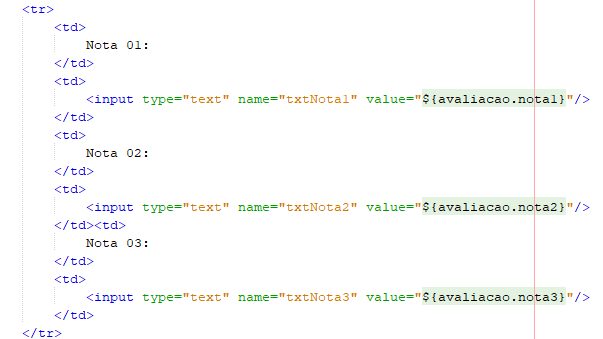 <tr>
<td>
Nota 01:
</td>
<td>
<input type="text" name="txtNota1" value="${avaliacao.nota1}"/>
</td>
<td>
Nota 02:
</td>
<td>
<input type="text" name="txtNota2" value="${avaliacao.nota2}"/>
</td><td>
Nota 03:
</td>
<td>
<input type="text" name="txtNota3" value="${avaliacao.nota3}"/>
</td>
</tr>